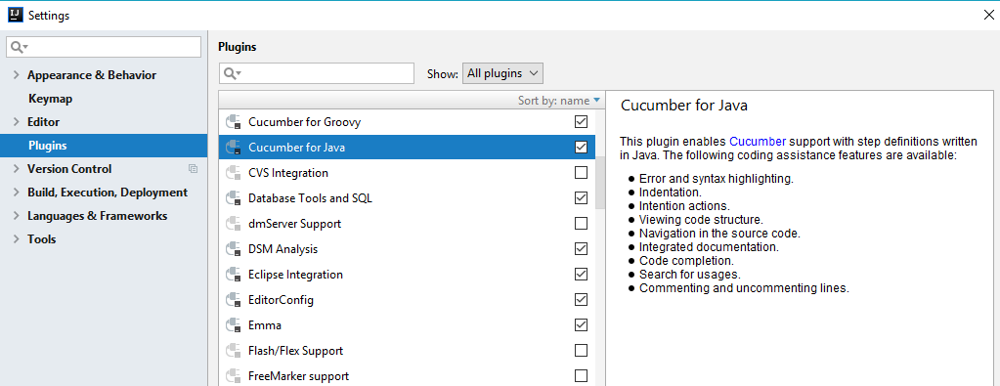 IJ
Settings
Appearance & Behavior
Keymap
Editor
Plugins
Version Control
Build, Execution, Deployment
Languages & Frameworks
Tools
Plugins
Show: All plugins
Sort by: name
Cucumber for Groovy
Cucumber for Java
CVS Integration
Database Tools and SQL
dmServer Support
DSM Analysis
Eclipse Integration
EditorConfig
Emma
Flash/Flex Support
FreeMarker support
Cucumber for Java
This plugin enables Cucumber support with step definitions written
in Java. The following coding assistance features are available:
● Error and syntax highlighting.
● Indentation.
● Intention actions.
● Viewing code structure.
● Navigation in the source code.
● Integrated documentation.
● Code completion.
● Search for usages.
● Commenting and uncommenting lines.